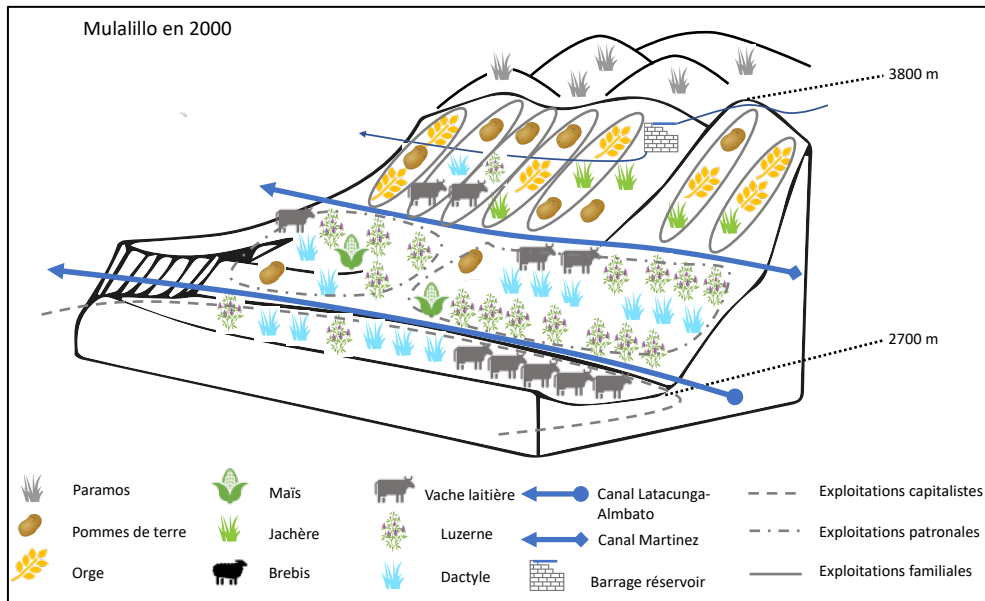 Mulalillo en 2000
3800 m
2700 m
Paramos
Maïs
Vache laitière
Canal Latacunga-
Almbato
Exploitations capitalistes
Pommes de terre
Jachère
Luzerne
Canal Martinez
Exploitations patronales
Orge
Brebis
Dactyle
Barrage réservoir
Exploitations familiales